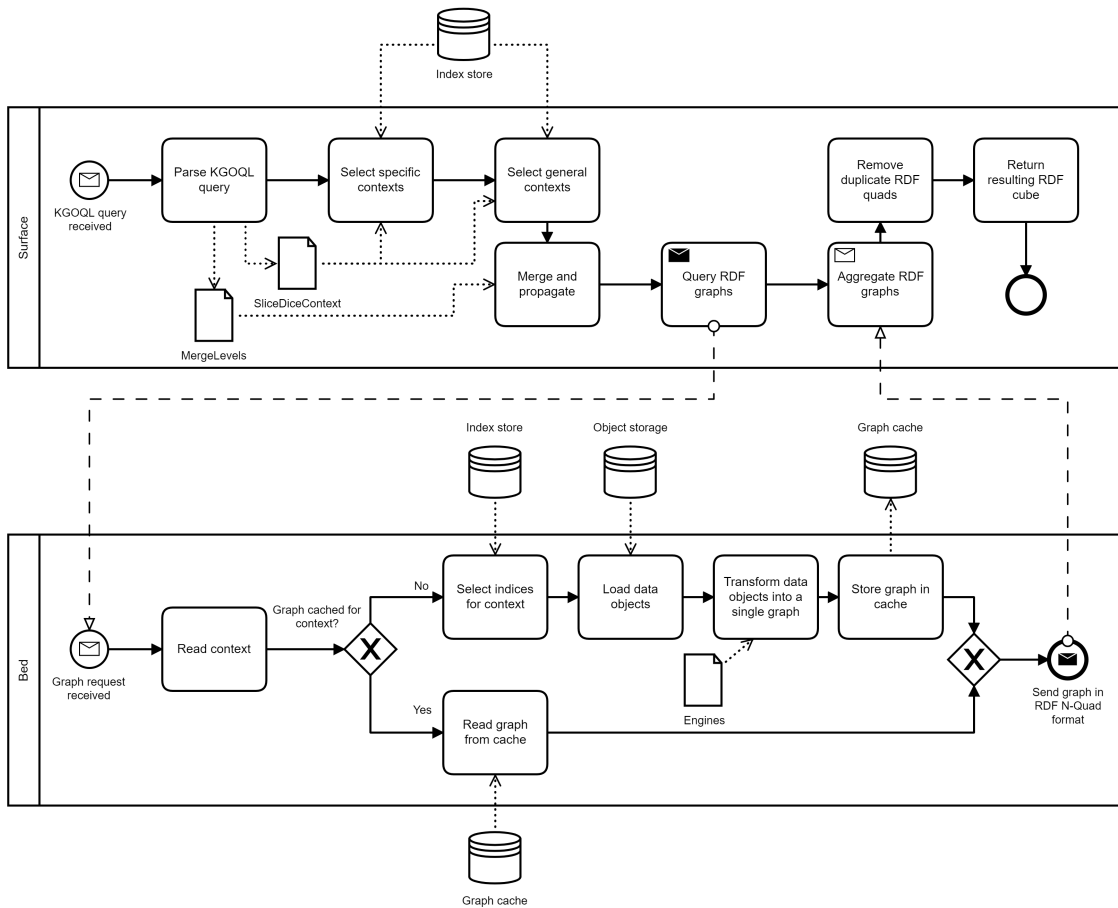 Index store
Surface
KGOQL query
received
Parse KGOQL
query
Select specific
contexts
Select general
contexts
Remove
duplicate RDF
quads
Return
resulting RDF
cube
SliceDiceContext
MergeLevels
Merge and
propagate
Query RDF
graphs
Aggregate RDF
graphs
Index store
Object storage
Graph cache
Bed
Graph request
received
Read context
Graph cached for
context?
No
Select indices
for context
Load data
objects
Transform data
objects into a
single graph
Store graph in
cache
Engines
Yes
Read graph
from cache
Send graph in
RDF N-Quad
format
Graph cache